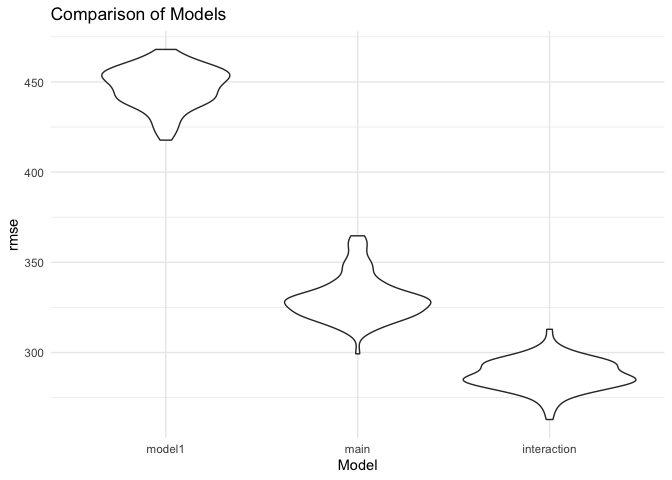 Comparison of Models
450
400
350
300
rmse
model1 main interaction
Model